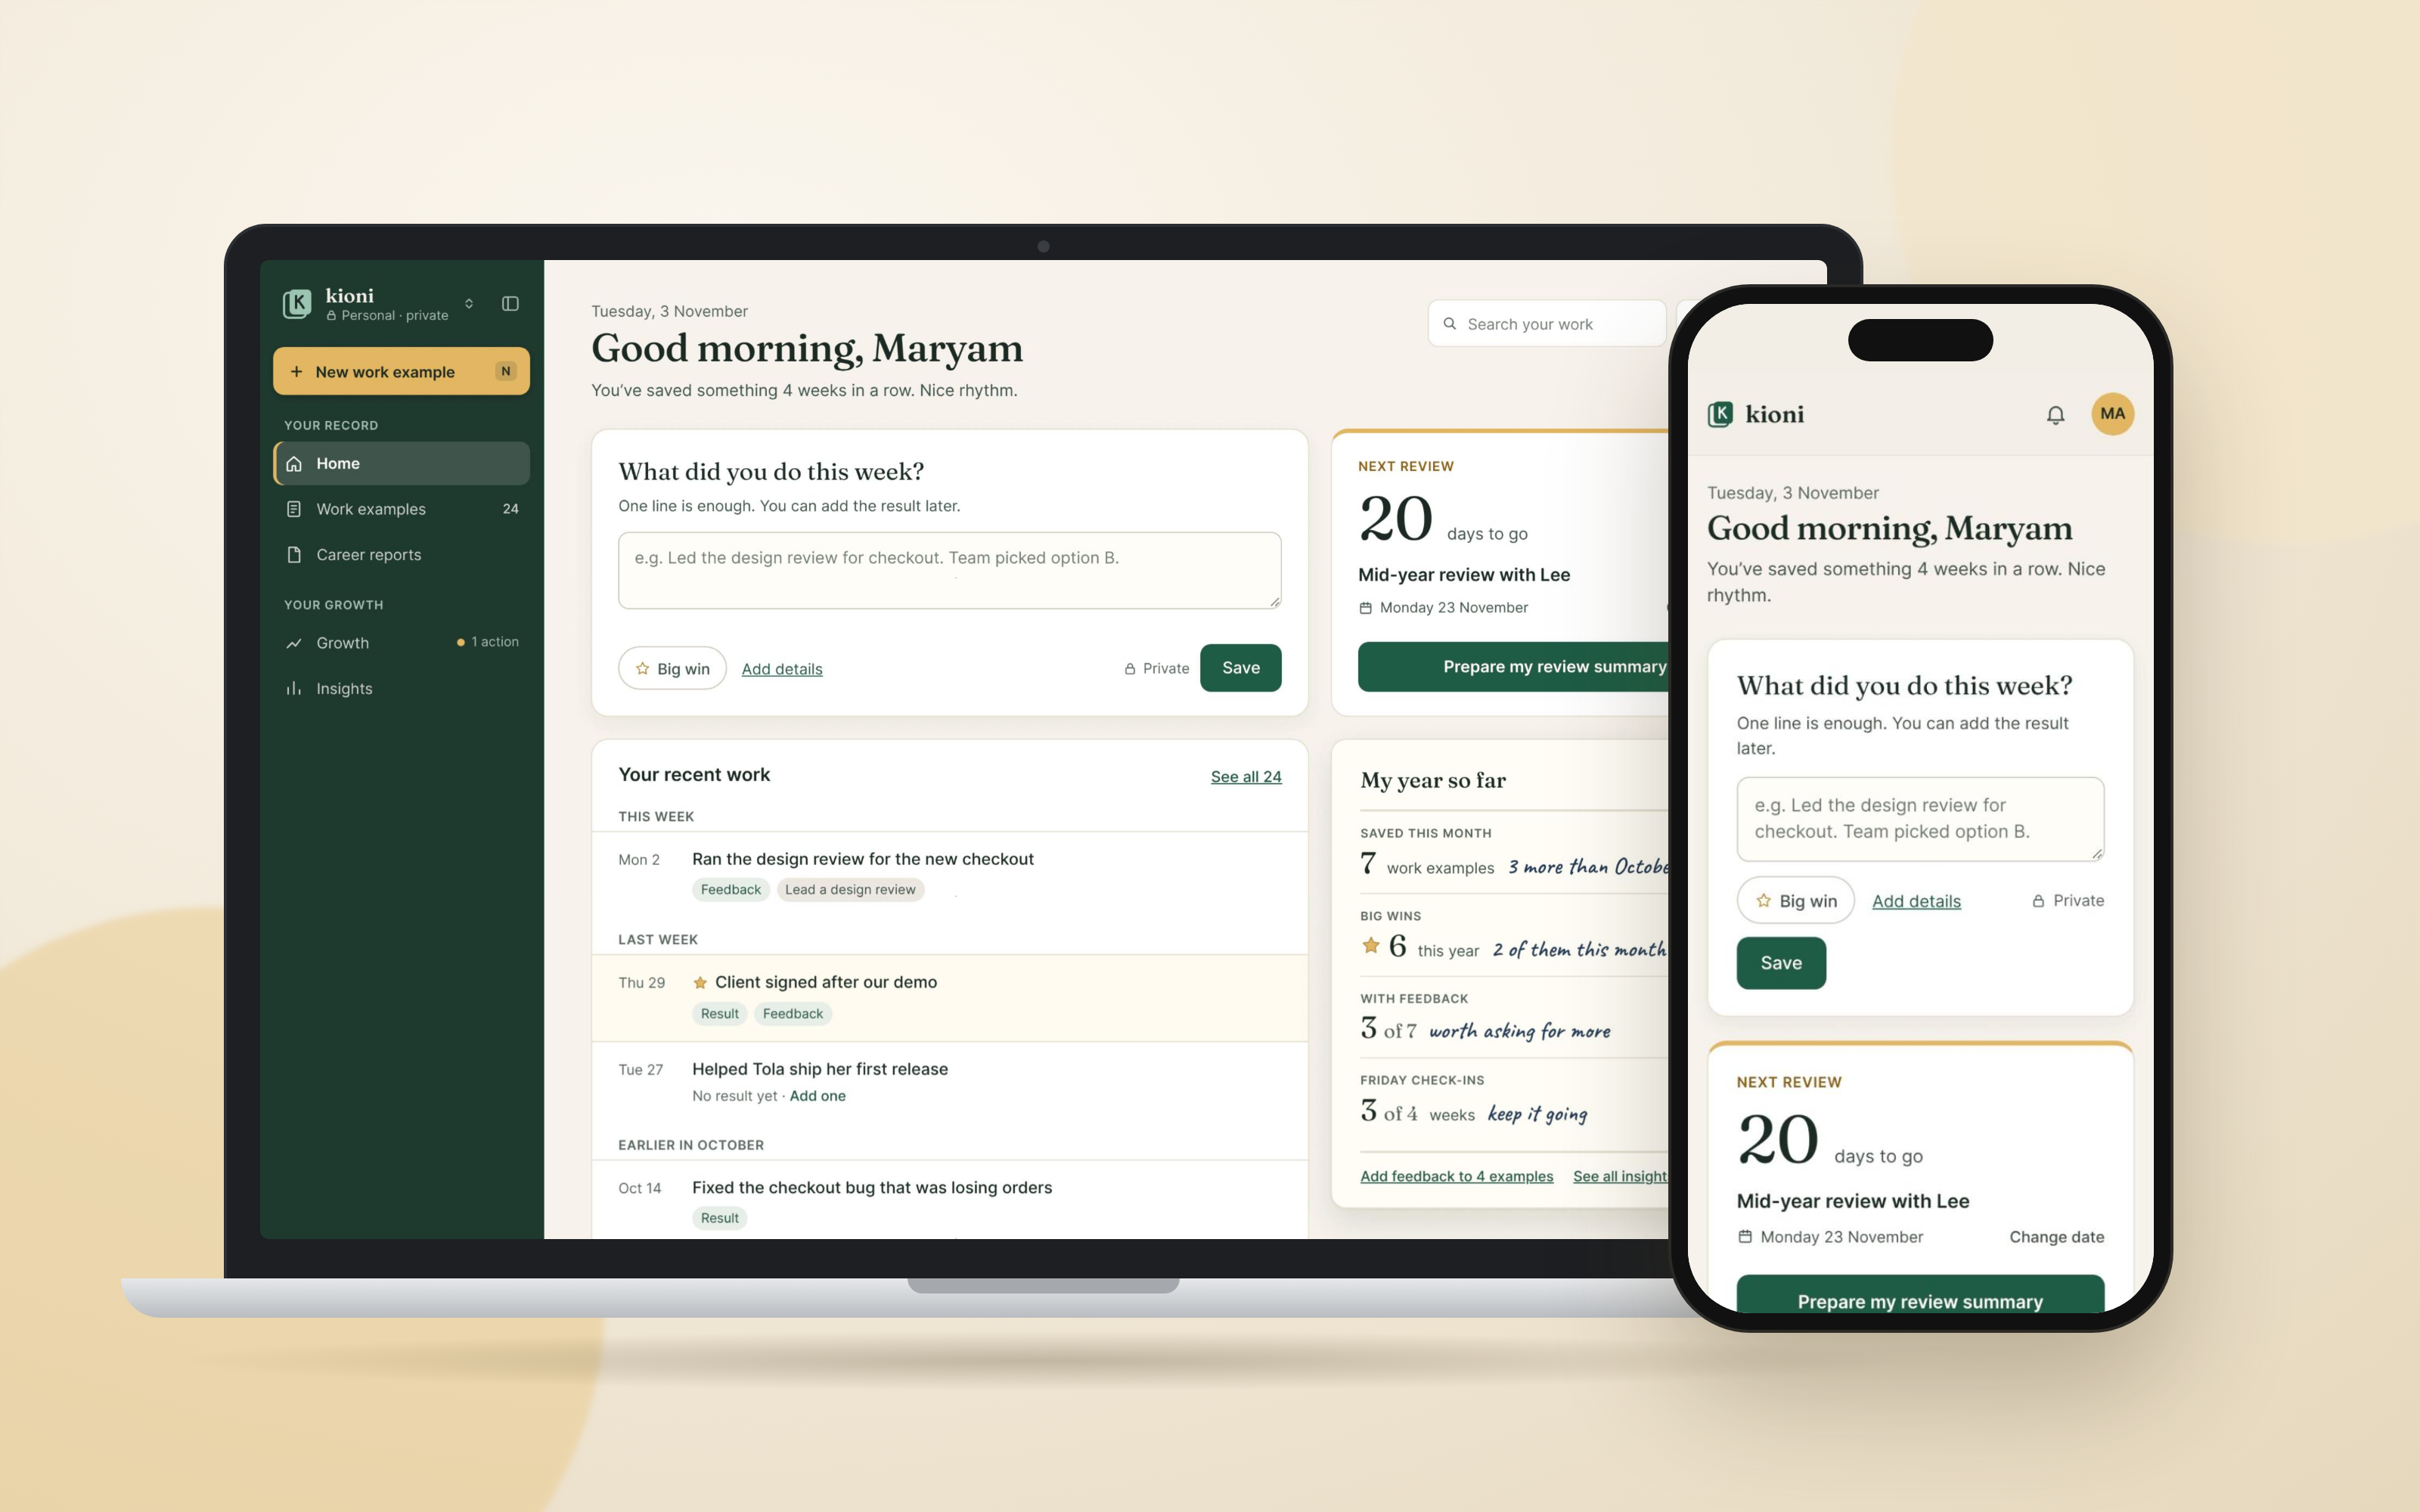 kioni
Personal · private
New work example N
YOUR RECORD
Home
Work examples 24
Career reports
YOUR GROWTH
Growth 1 action
Insights
Tuesday, 3 November
Good morning, Maryam
You've saved something 4 weeks in a row. Nice rhythm.
Search your work
What did you do this week?
One line is enough. You can add the result later.
e.g. Led the design review for checkout. Team picked option B.
Big win Add details Private Save
NEXT REVIEW
20 days to go
Mid-year review with Lee
Monday 23 November
Prepare my review summary
Your recent work See all 24
THIS WEEK
Mon 2 Ran the design review for the new checkout
Feedback Lead a design review
LAST WEEK
Thu 29 Client signed after our demo
Result Feedback
Tue 27 Helped Tola ship her first release
No result yet · Add one
EARLIER IN OCTOBER
Oct 14 Fixed the checkout bug that was losing orders
Result
My year so far
SAVED THIS MONTH
7 work examples 3 more than Octobe
BIG WINS
6 this year 2 of them this month
WITH FEEDBACK
3 of 7 worth asking for more
FRIDAY CHECK-INS
3 of 4 weeks keep it going
Add feedback to 4 examples See all insight
K kioni MA
Tuesday, 3 November
Good morning, Maryam
You've saved something 4 weeks in a row. Nice
rhythm.
What did you do this week?
One line is enough. You can add the result
later.
e.g. Led the design review for
checkout. Team picked option B.
Big win Add details Private
Save
NEXT REVIEW
20 days to go
Mid-year review with Lee
Monday 23 November Change date
Prepare my review summary